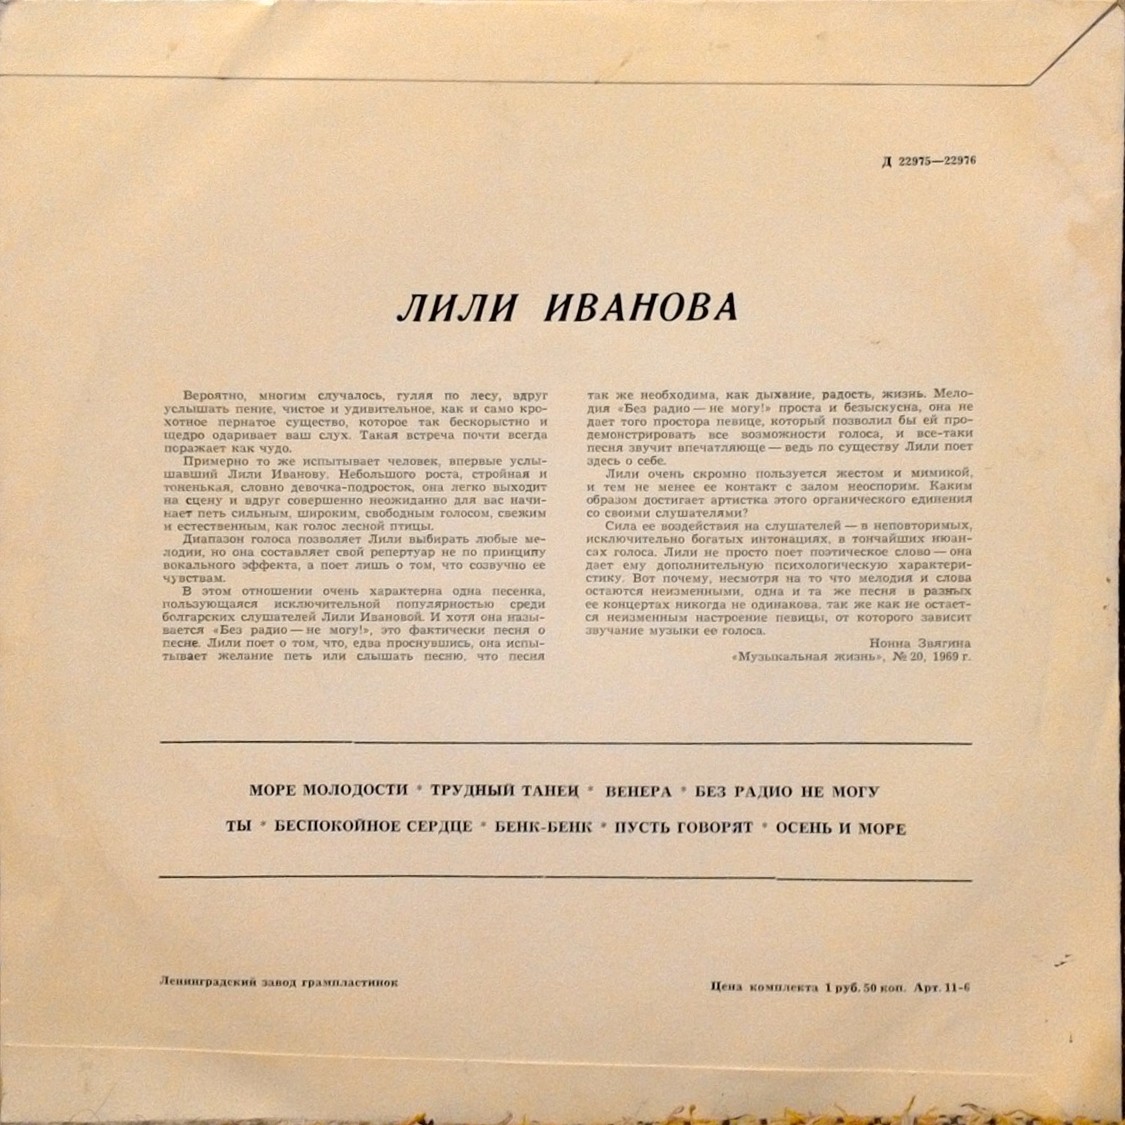 Д 22975—22976
ЛИЛИ ИВАНОВА
Вероятно, многим случалось, гуляя по лесу, вдруг
услышать пение, чистое и удивительное, как и само кро-
хотное пернатое существо, которое так бескорыстно и
щедро одаривает ваш слух. Такая встреча почти всегда
поражает как чудо.
Примерно то же испытывает человек, впервые услы-
шавший Лили Иванову. Небольшого роста, стройная и
тоненькая, словно девочка-подросток, она легко выходит
на сцену и вдруг совершенно неожиданно для вас начи-
нает петь сильным, широким, свободным голосом, свежим
и естественным, как голос лесной птицы.
Диапазон голоса позволяет Лили выбирать любые ме-
лодии, но она составляет свой репертуар не по принципу
вокального эффекта, а поет лишь о том, что созвучно ее
чувствам.
В этом отношении очень характерна одна песенка,
пользующаяся исключительной популярностью среди
болгарских слушателей Лили Ивановой. И хотя она назы-
вается «Без радио — не могу!», это фактически песня о
песне. Лили поет о том, что, едва проснувшись, она испы-
тывает желание петь или слышать песню, что песня
так же необходима, как дыхание, радость, жизнь. Мело-
дия «Без радио — не могу!» проста и безыскусна, она не
дает того простора певице, который позволил бы ей про-
демонстрировать все возможности голоса, и все-таки
песня звучит впечатляюще — ведь по существу Лили поет
здесь о себе.
Лили очень скромно пользуется жестом и мимикой,
и тем не менее ее контакт с залом неоспорим. Каким
образом достигает артистка этого органического единения
со своими слушателями?
Сила ее воздействия на слушателей — в неповторимых,
исключительно богатых интонациях, в тончайших нюан-
сах голоса. Лили не просто поет поэтическое слово — она
дает ему дополнительную психологическую характери-
стику. Вот почему, несмотря на то что мелодия и слова
остаются неизменными, одна и та же песня в разных
ее концертах никогда не одинакова, так же как не остает-
ся неизменным настроение певицы, от которого зависит
звучание музыки ее голоса.
Нонна Звягина
«Музыкальная жизнь», № 20, 1969 г.
МОРЕ МОЛОДОСТИ * ТРУДНЫЙ ТАНЕЦ * ВЕНЕРА * БЕЗ РАДИО НЕ МОГУ
ТЫ * БЕСПОКОЙНОЕ СЕРДЦЕ * БЕНК-БЕНК * ПУСТЬ ГОВОРЯТ * ОСЕНЬ И МОРЕ
Ленинградский завод грампластинок
Цена комплекта 1 руб. 50 коп. Арт. 11-6